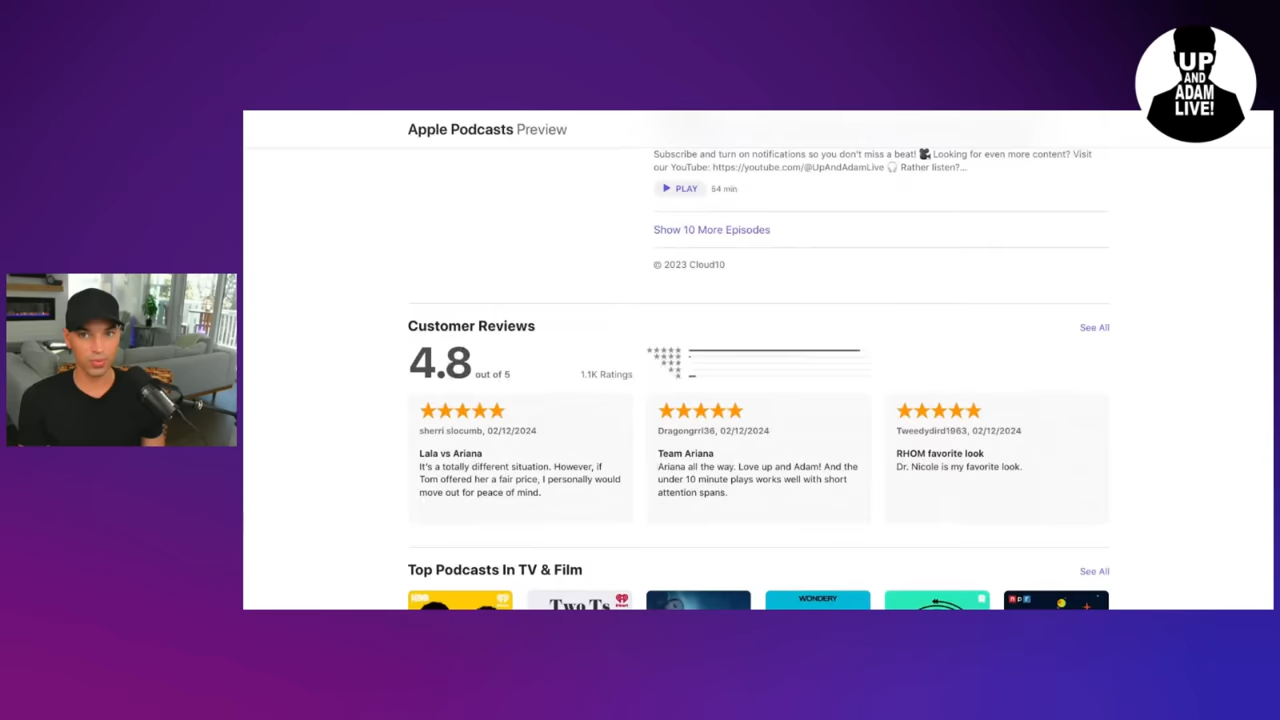 UP
AND
ADAM
LIVE!
Apple Podcasts Preview
Subscribe and turn on notifications so you don't miss a beat! 🎥 Looking for even more content? Visit
our YouTube: https://youtube.com/@UpAndAdamLive 🎧 Rather listen?...
PLAY 54 min
Show 10 More Episodes
© 2023 Cloud10
Customer Reviews See All
4.8 out of 5 1.1K Ratings
★★★★★
★★★★
★★★
★★
★
★★★★★
sherri slocumb, 02/12/2024
Lala vs Ariana
It's a totally different situation. However, if
Tom offered her a fair price, I personally would
move out for peace of mind.
★★★★★
Dragongrrl36, 02/12/2024
Team Ariana
Ariana all the way. Love up and Adam! And the
under 10 minute plays works well with short
attention spans.
★★★★★
Tweedydird1963, 02/12/2024
RHOM favorite look
Dr. Nicole is my favorite look.
Top Podcasts In TV & Film See All
HBO
iHeart
Two Ts
iHeart
WONDERY
npr